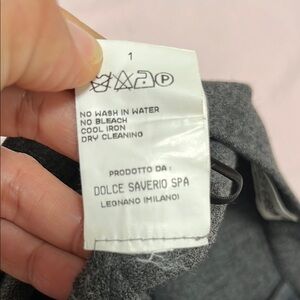 1
P
NO WASH IN WATER
NO BLEACH
COOL IRON
DRY CLEANING
PRODOTTO DA:
DOLCE SAVERIO SPA
LEGNANO (MILANO)